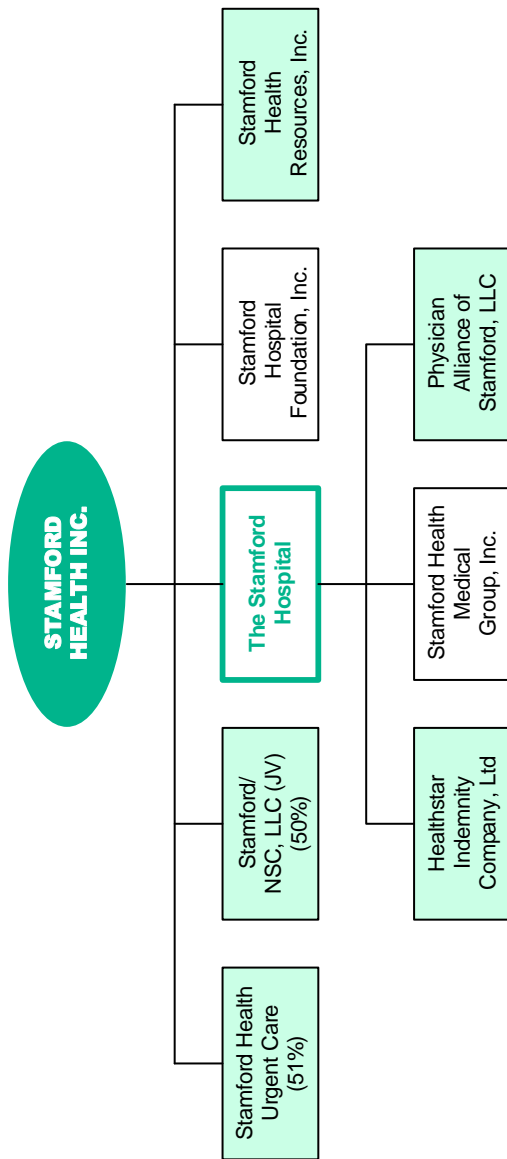 STAMFORD
HEALTH INC.
Stamford Health
Urgent Care
(51%)
Stamford/
NSC, LLC (JV)
(50%)
The Stamford
Hospital
Stamford
Hospital
Foundation, Inc.
Stamford
Health
Resources, Inc.
Healthstar
Indemnity
Company, Ltd
Stamford Health
Medical
Group, Inc.
Physician
Alliance of
Stamford, LLC